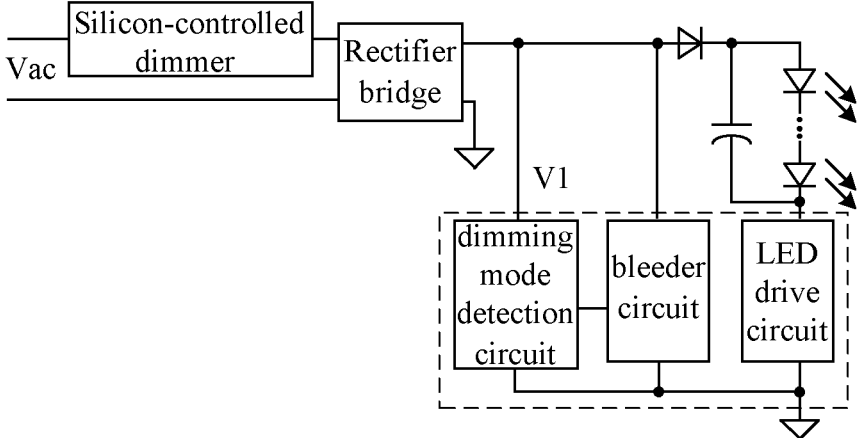 Silicon-controlled
dimmer
Rectifier
bridge
Vac
V1
dimming
mode
detection
circuit
bleeder
circuit
LED
drive
circuit